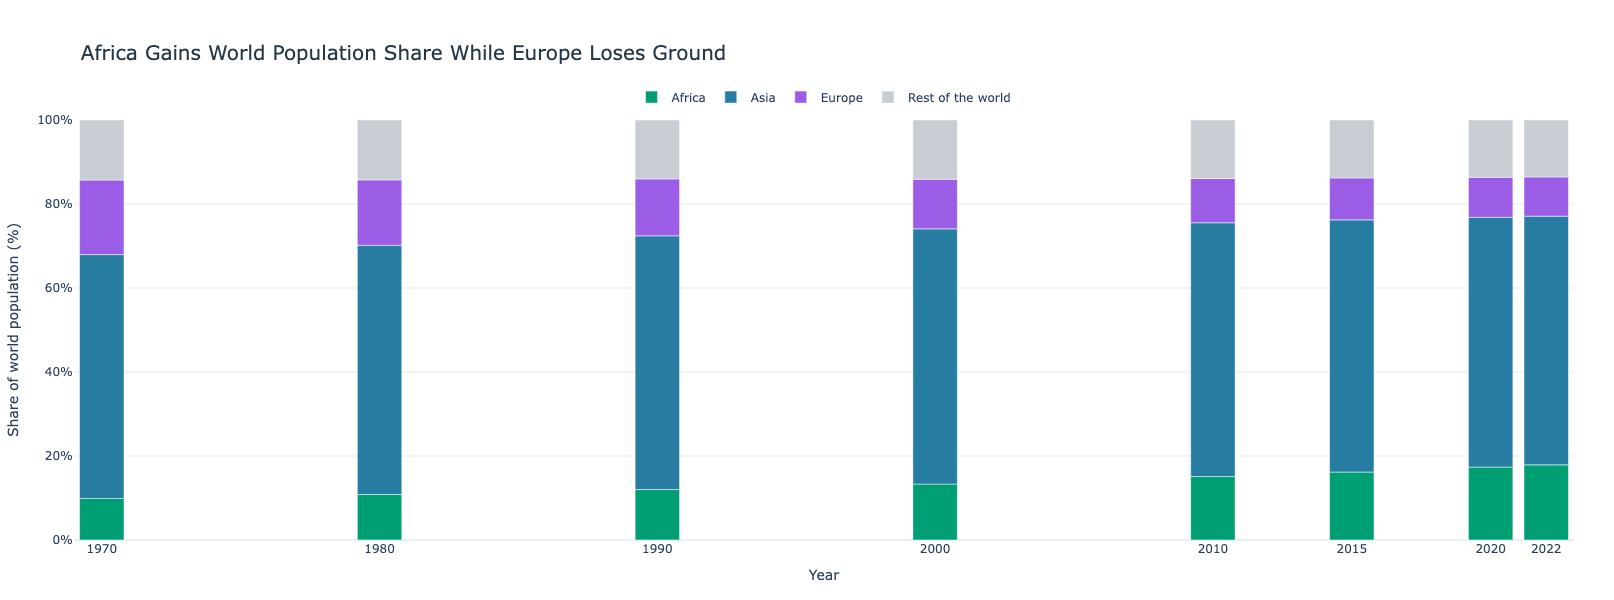 Africa Gains World Population Share While Europe Loses Ground
Africa Asia Europe Rest of the world
100%
80%
60%
40%
20%
0%
Share of world population (%)
1970 1980 1990 2000 2010 2015 2020 2022
Year